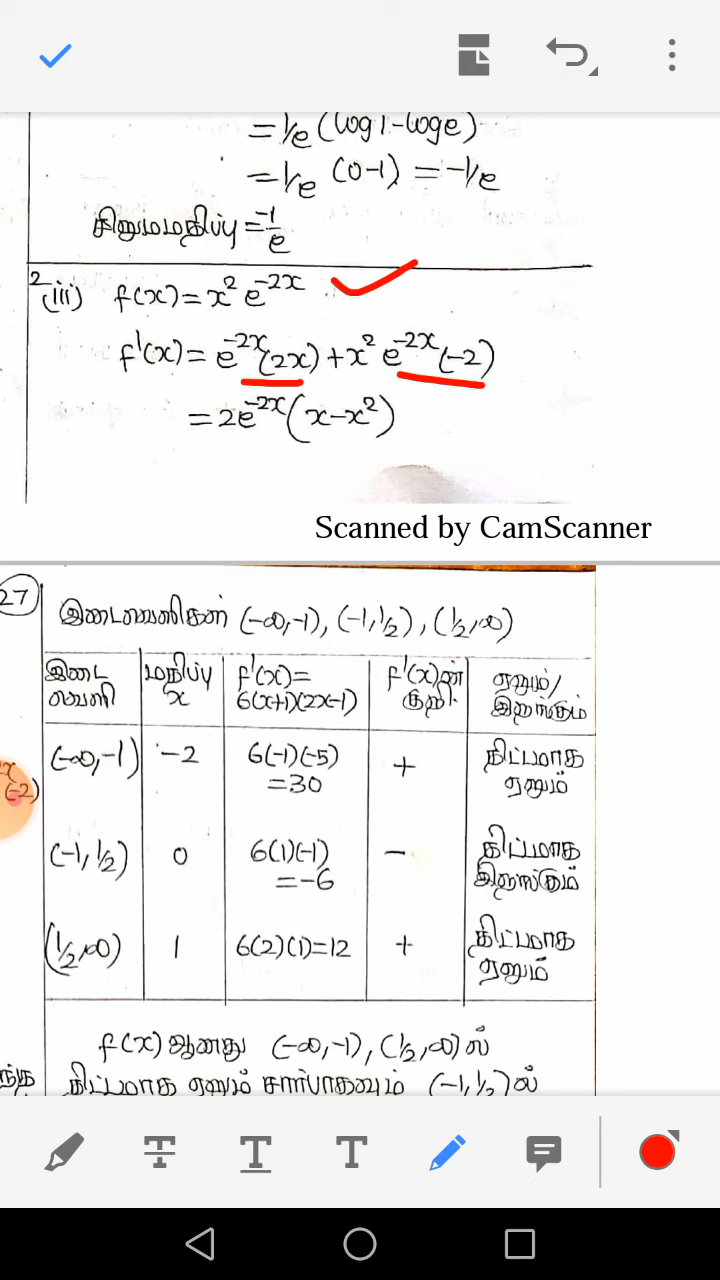 = 1/e (log1 - loge)
= 1/e (0-1) = -1/e
சிறுமமதிப்பு = -1/e
2 (iii) f(x) = x² e^-2x
f'(x) = e^-2x (2x) + x² e^-2x (-2)
= 2e^-2x (x-x²)
Scanned by CamScanner
27 இடைவெளிகள் (-∞,-1), (-1,1/2), (1/2,∞)
இடை மதிப்பு f'(x)= f'(x)ன் ஏறும்/
வெளி x 6(x+1)(2x-1) குறி இறங்கும்
(-∞,-1) -2 6(-1)(-5) + திட்டமாக
=30 ஏறும்
(-2)
(-1,1/2) 0 6(1)(-1) - திட்டமாக
=-6 இறங்கும்
(1/2,∞) 1 6(2)(1)=12 + திட்டமாக
ஏறும்
f(x) ஆனது (-∞,-1), (1/2,∞)ல்
திட்டமாக ஏறும் சார்பாகவும் (-1,1/2)ல்
T T T